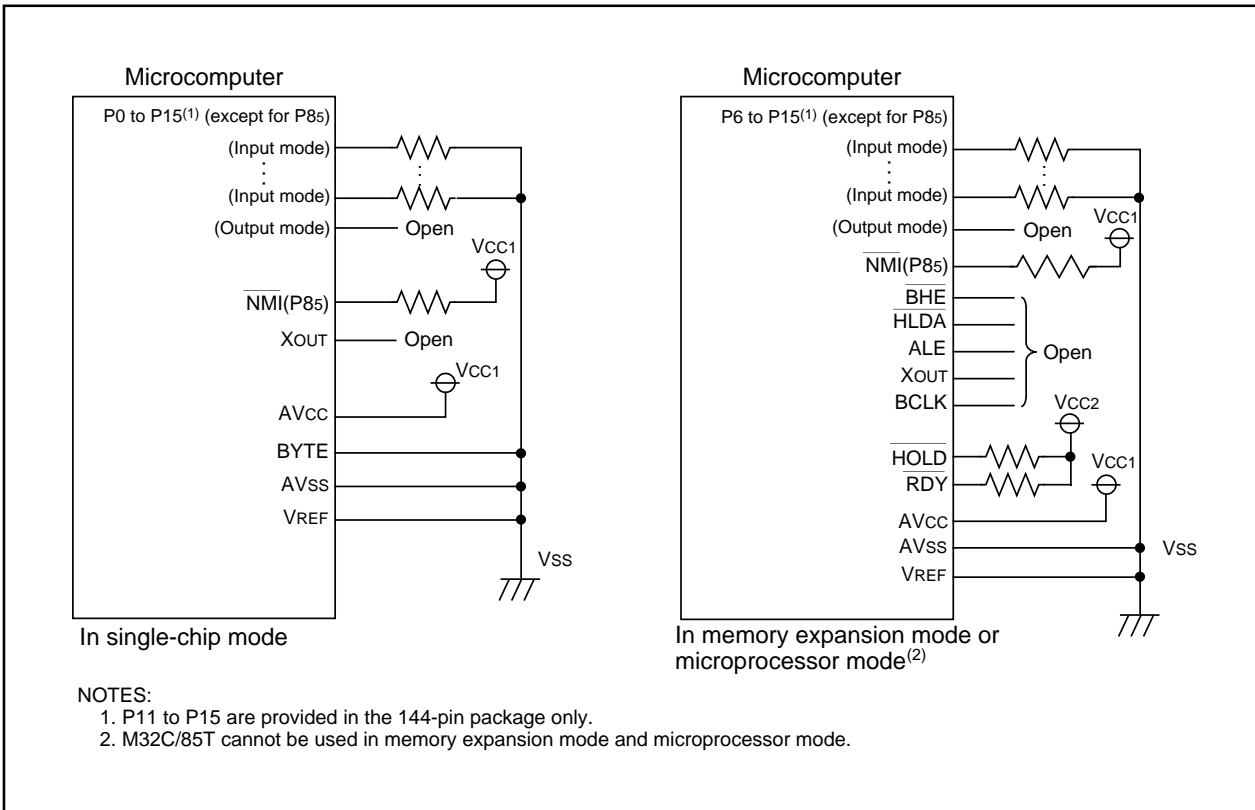 Microcomputer
P0 to P15(1) (except for P85)
(Input mode)
(Input mode)
(Output mode)
Open
VCC1
NMI(P85)
XOUT
Open
VCC1
AVCC
BYTE
AVSS
VREF
VSS
In single-chip mode
Microcomputer
P6 to P15(1) (except for P85)
(Input mode)
(Input mode)
(Output mode)
Open
VCC1
NMI(P85)
BHE
HLDA
ALE
XOUT
BCLK
Open
VCC2
HOLD
RDY
VCC1
AVCC
AVSS
VREF
VSS
In memory expansion mode or
microprocessor mode(2)
NOTES:
1. P11 to P15 are provided in the 144-pin package only.
2. M32C/85T cannot be used in memory expansion mode and microprocessor mode.